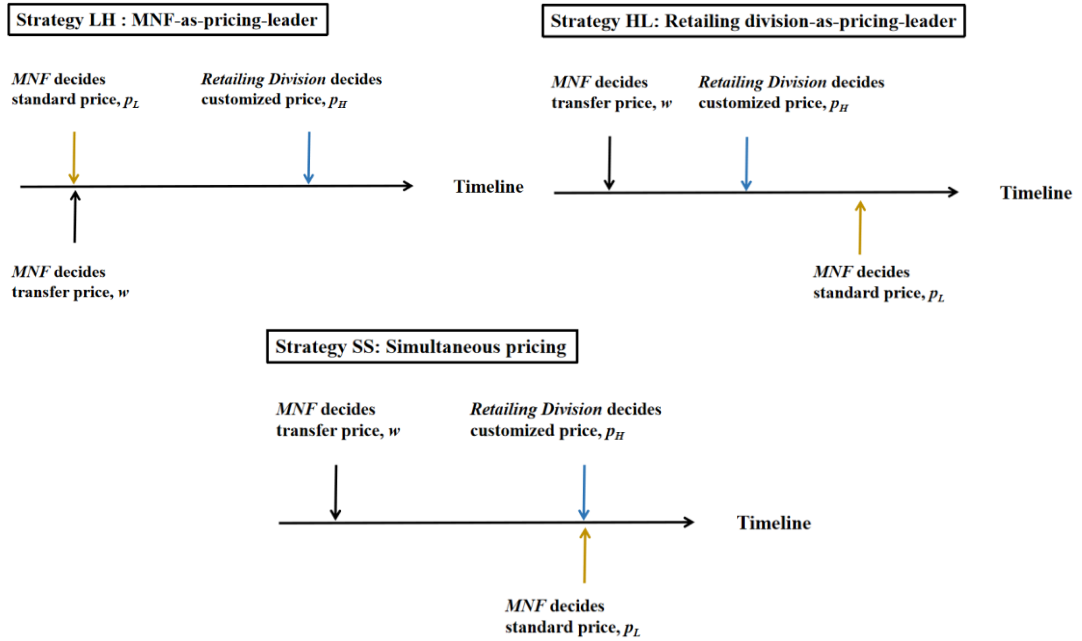 Strategy LH : MNF-as-pricing-leader
MNF decides
standard price, pL
Retailing Division decides
customized price, pH
Timeline
MNF decides
transfer price, w
Strategy HL: Retailing division-as-pricing-leader
MNF decides
transfer price, w
Retailing Division decides
customized price, pH
Timeline
MNF decides
standard price, pL
Strategy SS: Simultaneous pricing
MNF decides
transfer price, w
Retailing Division decides
customized price, pH
Timeline
MNF decides
standard price, pL